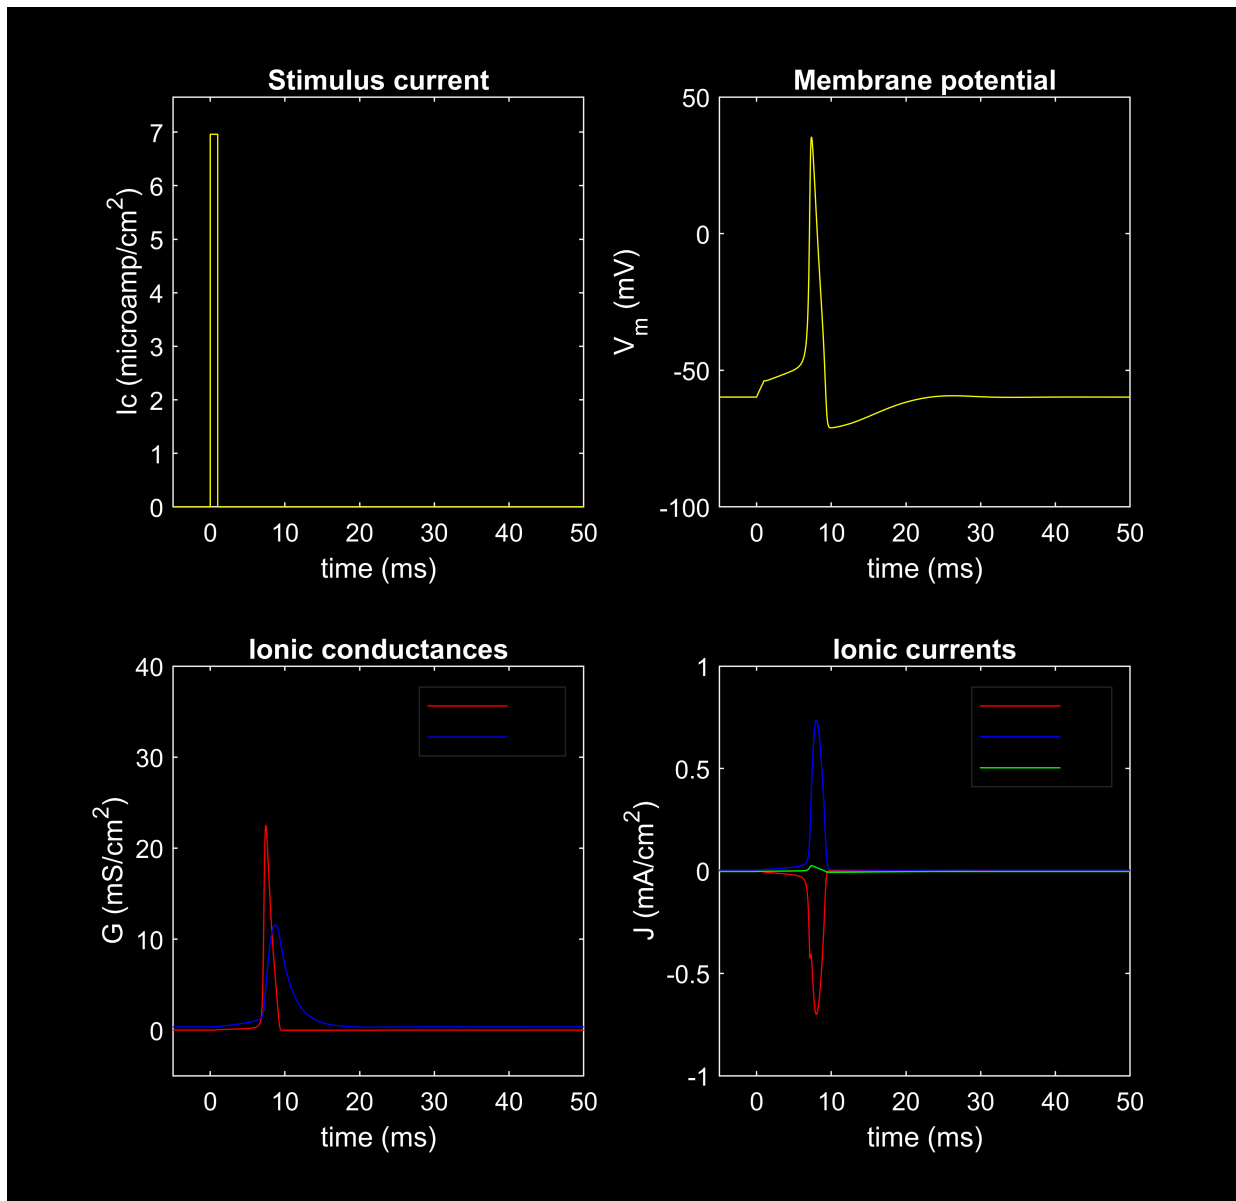 Stimulus current
7
6
5
4
3
2
1
0
Ic (microamp/cm²)
0 10 20 30 40 50
time (ms)
Membrane potential
50
0
-50
-100
Vₘ (mV)
0 10 20 30 40 50
time (ms)
Ionic conductances
40
30
20
10
0
G (mS/cm²)
0 10 20 30 40 50
time (ms)
Ionic currents
1
0.5
0
-0.5
-1
J (mA/cm²)
0 10 20 30 40 50
time (ms)